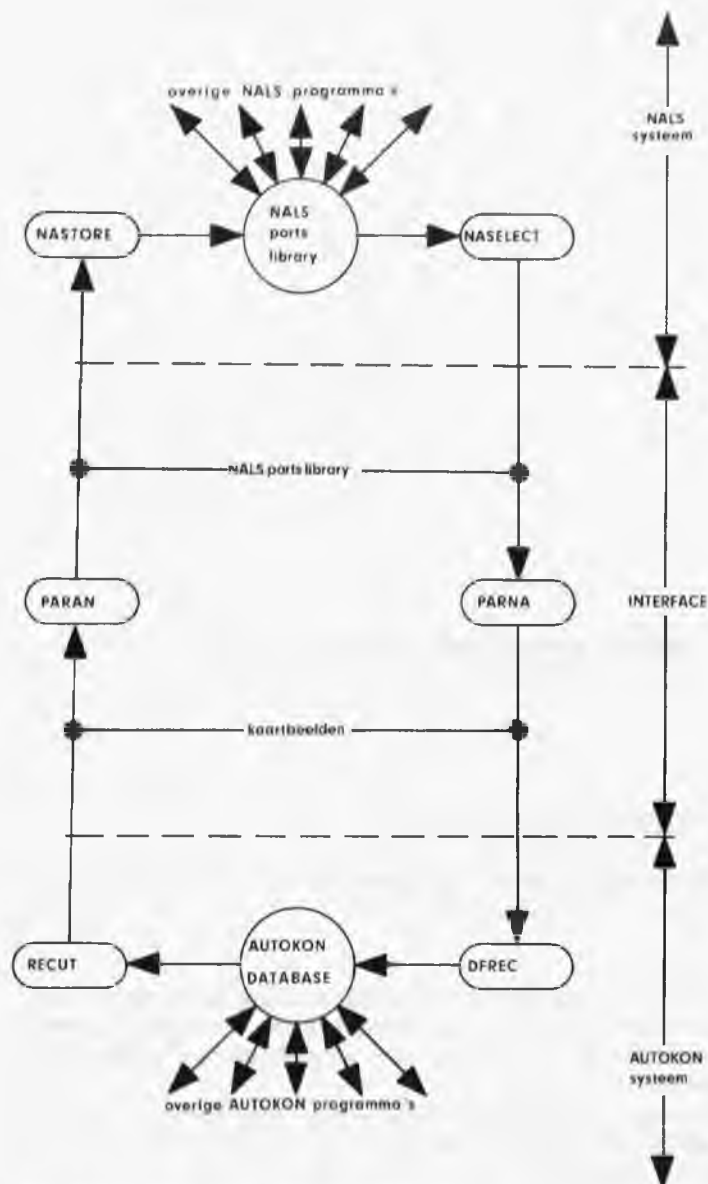 overige NALS programma's
NALS
systeem
NALS
parts
library
NASTORE
NASELECT
NALS parts library
PARAN
PARNA
INTERFACE
kaartbeelden
RECUT
AUTOKON
DATABASE
DFREC
AUTOKON
systeem
overige AUTOKON programma's